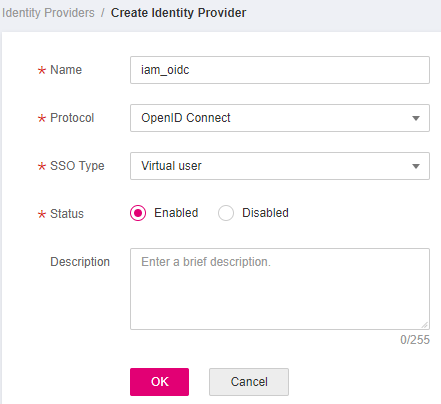 Identity Providers / Create Identity Provider
* Name iam_oidc
* Protocol OpenID Connect
* SSO Type Virtual user
* Status Enabled Disabled
Description Enter a brief description.
0/255
OK Cancel